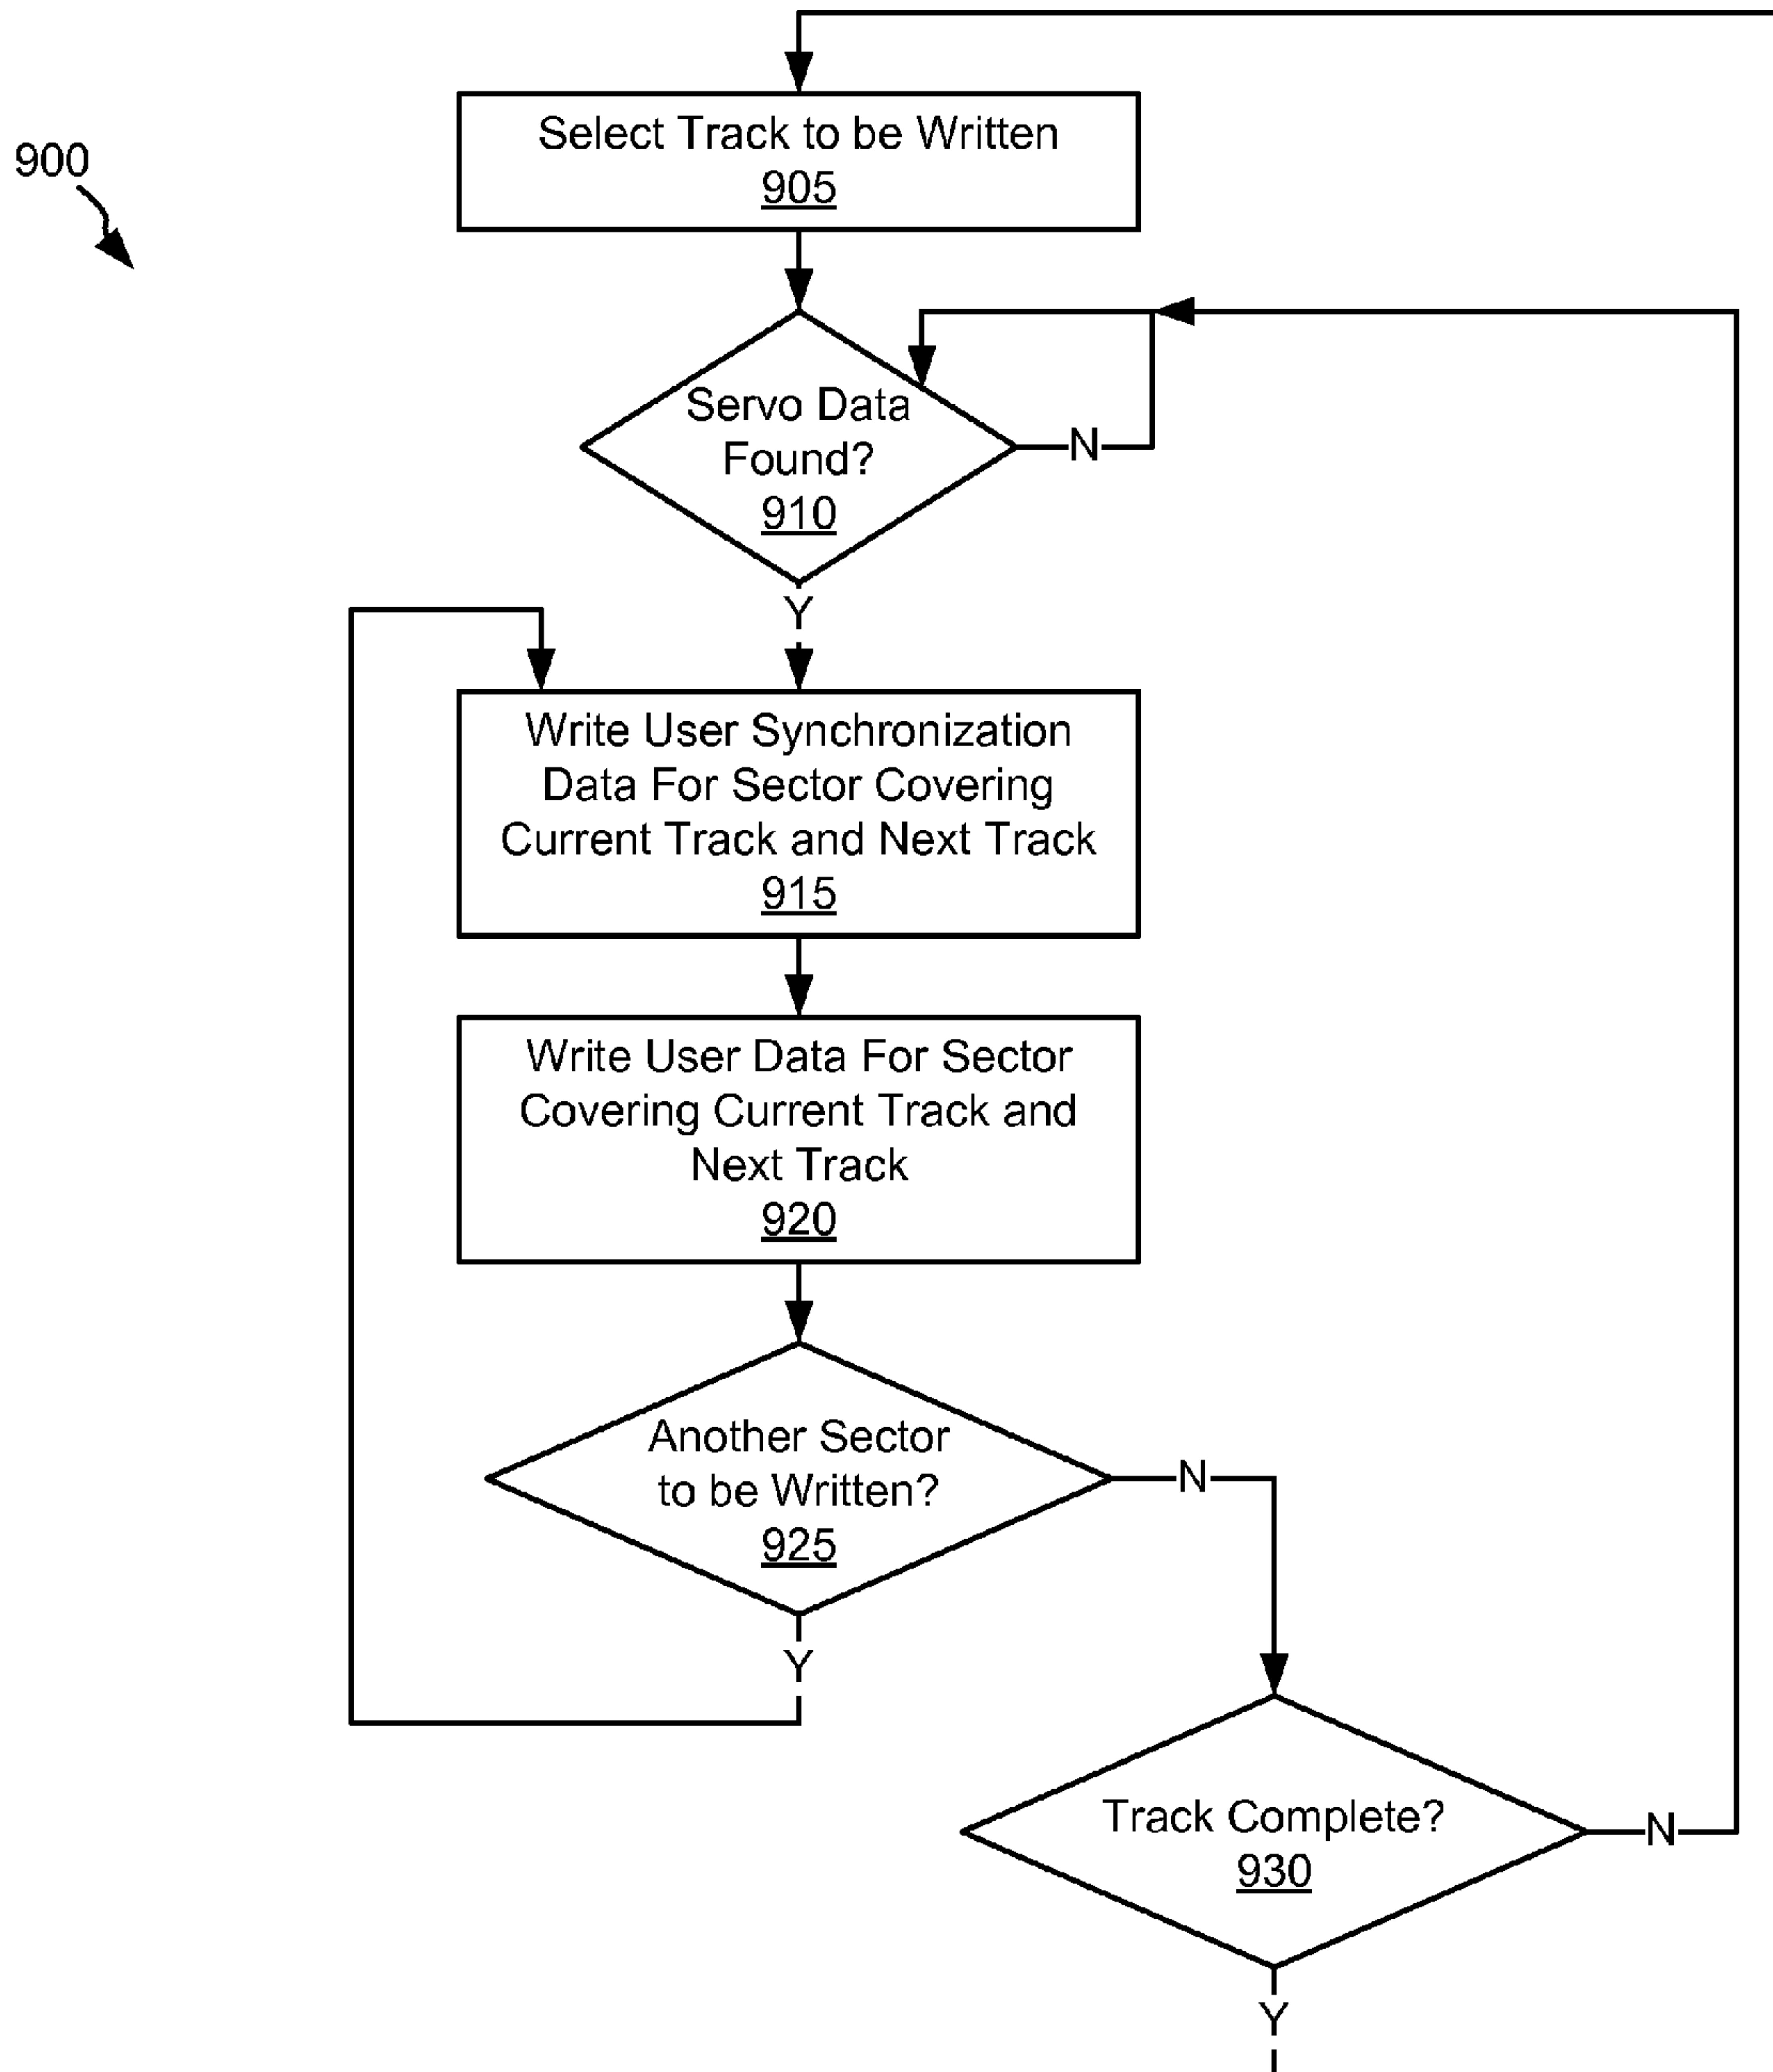 900
Select Track to be Written
905
Servo Data
Found?
910
N
Y
Write User Synchronization
Data For Sector Covering
Current Track and Next Track
915
Write User Data For Sector
Covering Current Track and
Next Track
920
Another Sector
to be Written?
925
N
Y
Track Complete?
930
N
Y